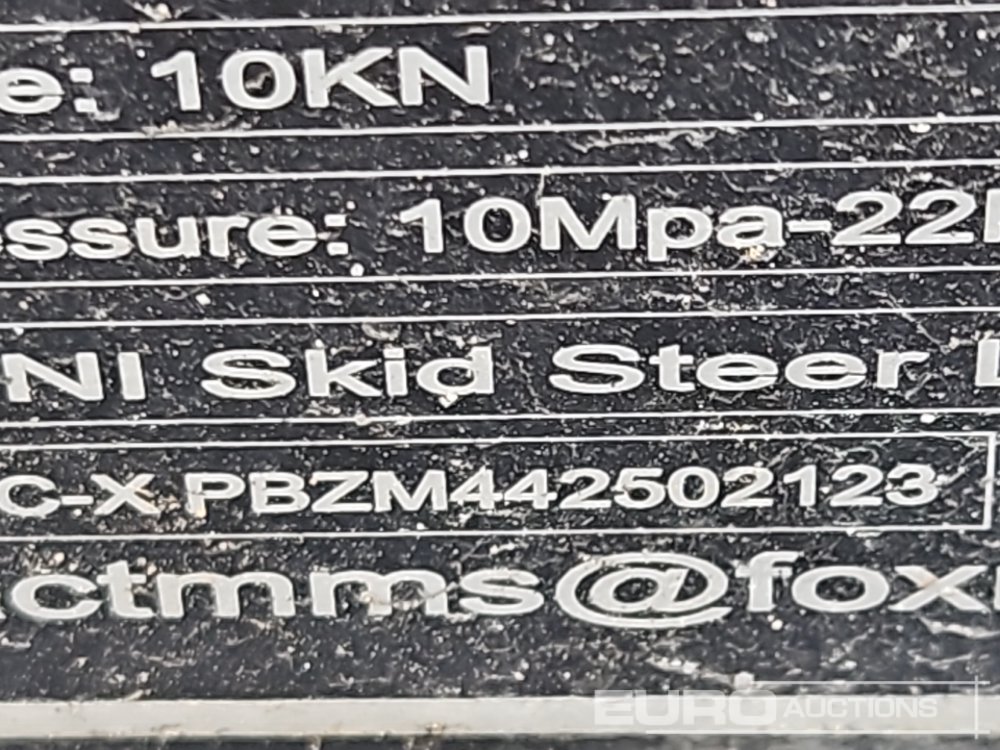 e: 10KN
essure: 10Mpa-22
NI Skid Steer L
C-X PBZM442502123
ctmms@fox
EURO AUCTIONS